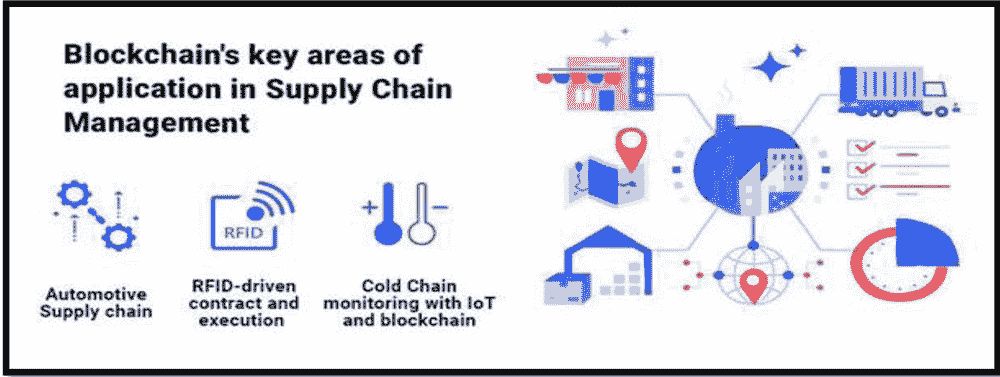 Blockchain's key areas of
application in Supply Chain
Management
RFID
Automotive
Supply chain
RFID-driven
contract and
execution
Cold Chain
monitoring with IoT
and blockchain